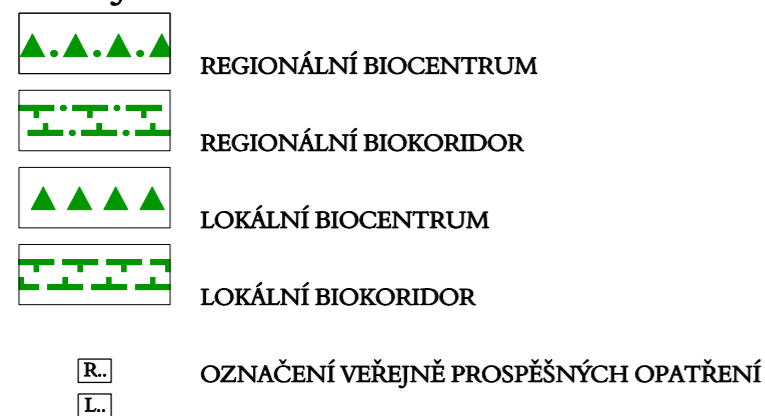 REGIONÁLNÍ BIOCENTRUM
REGIONÁLNÍ BIOKORIDOR
LOKÁLNÍ BIOCENTRUM
LOKÁLNÍ BIOKORIDOR
R.. OZNAČENÍ VEŘEJNĚ PROSPĚŠNÝCH OPATŘENÍ
L..